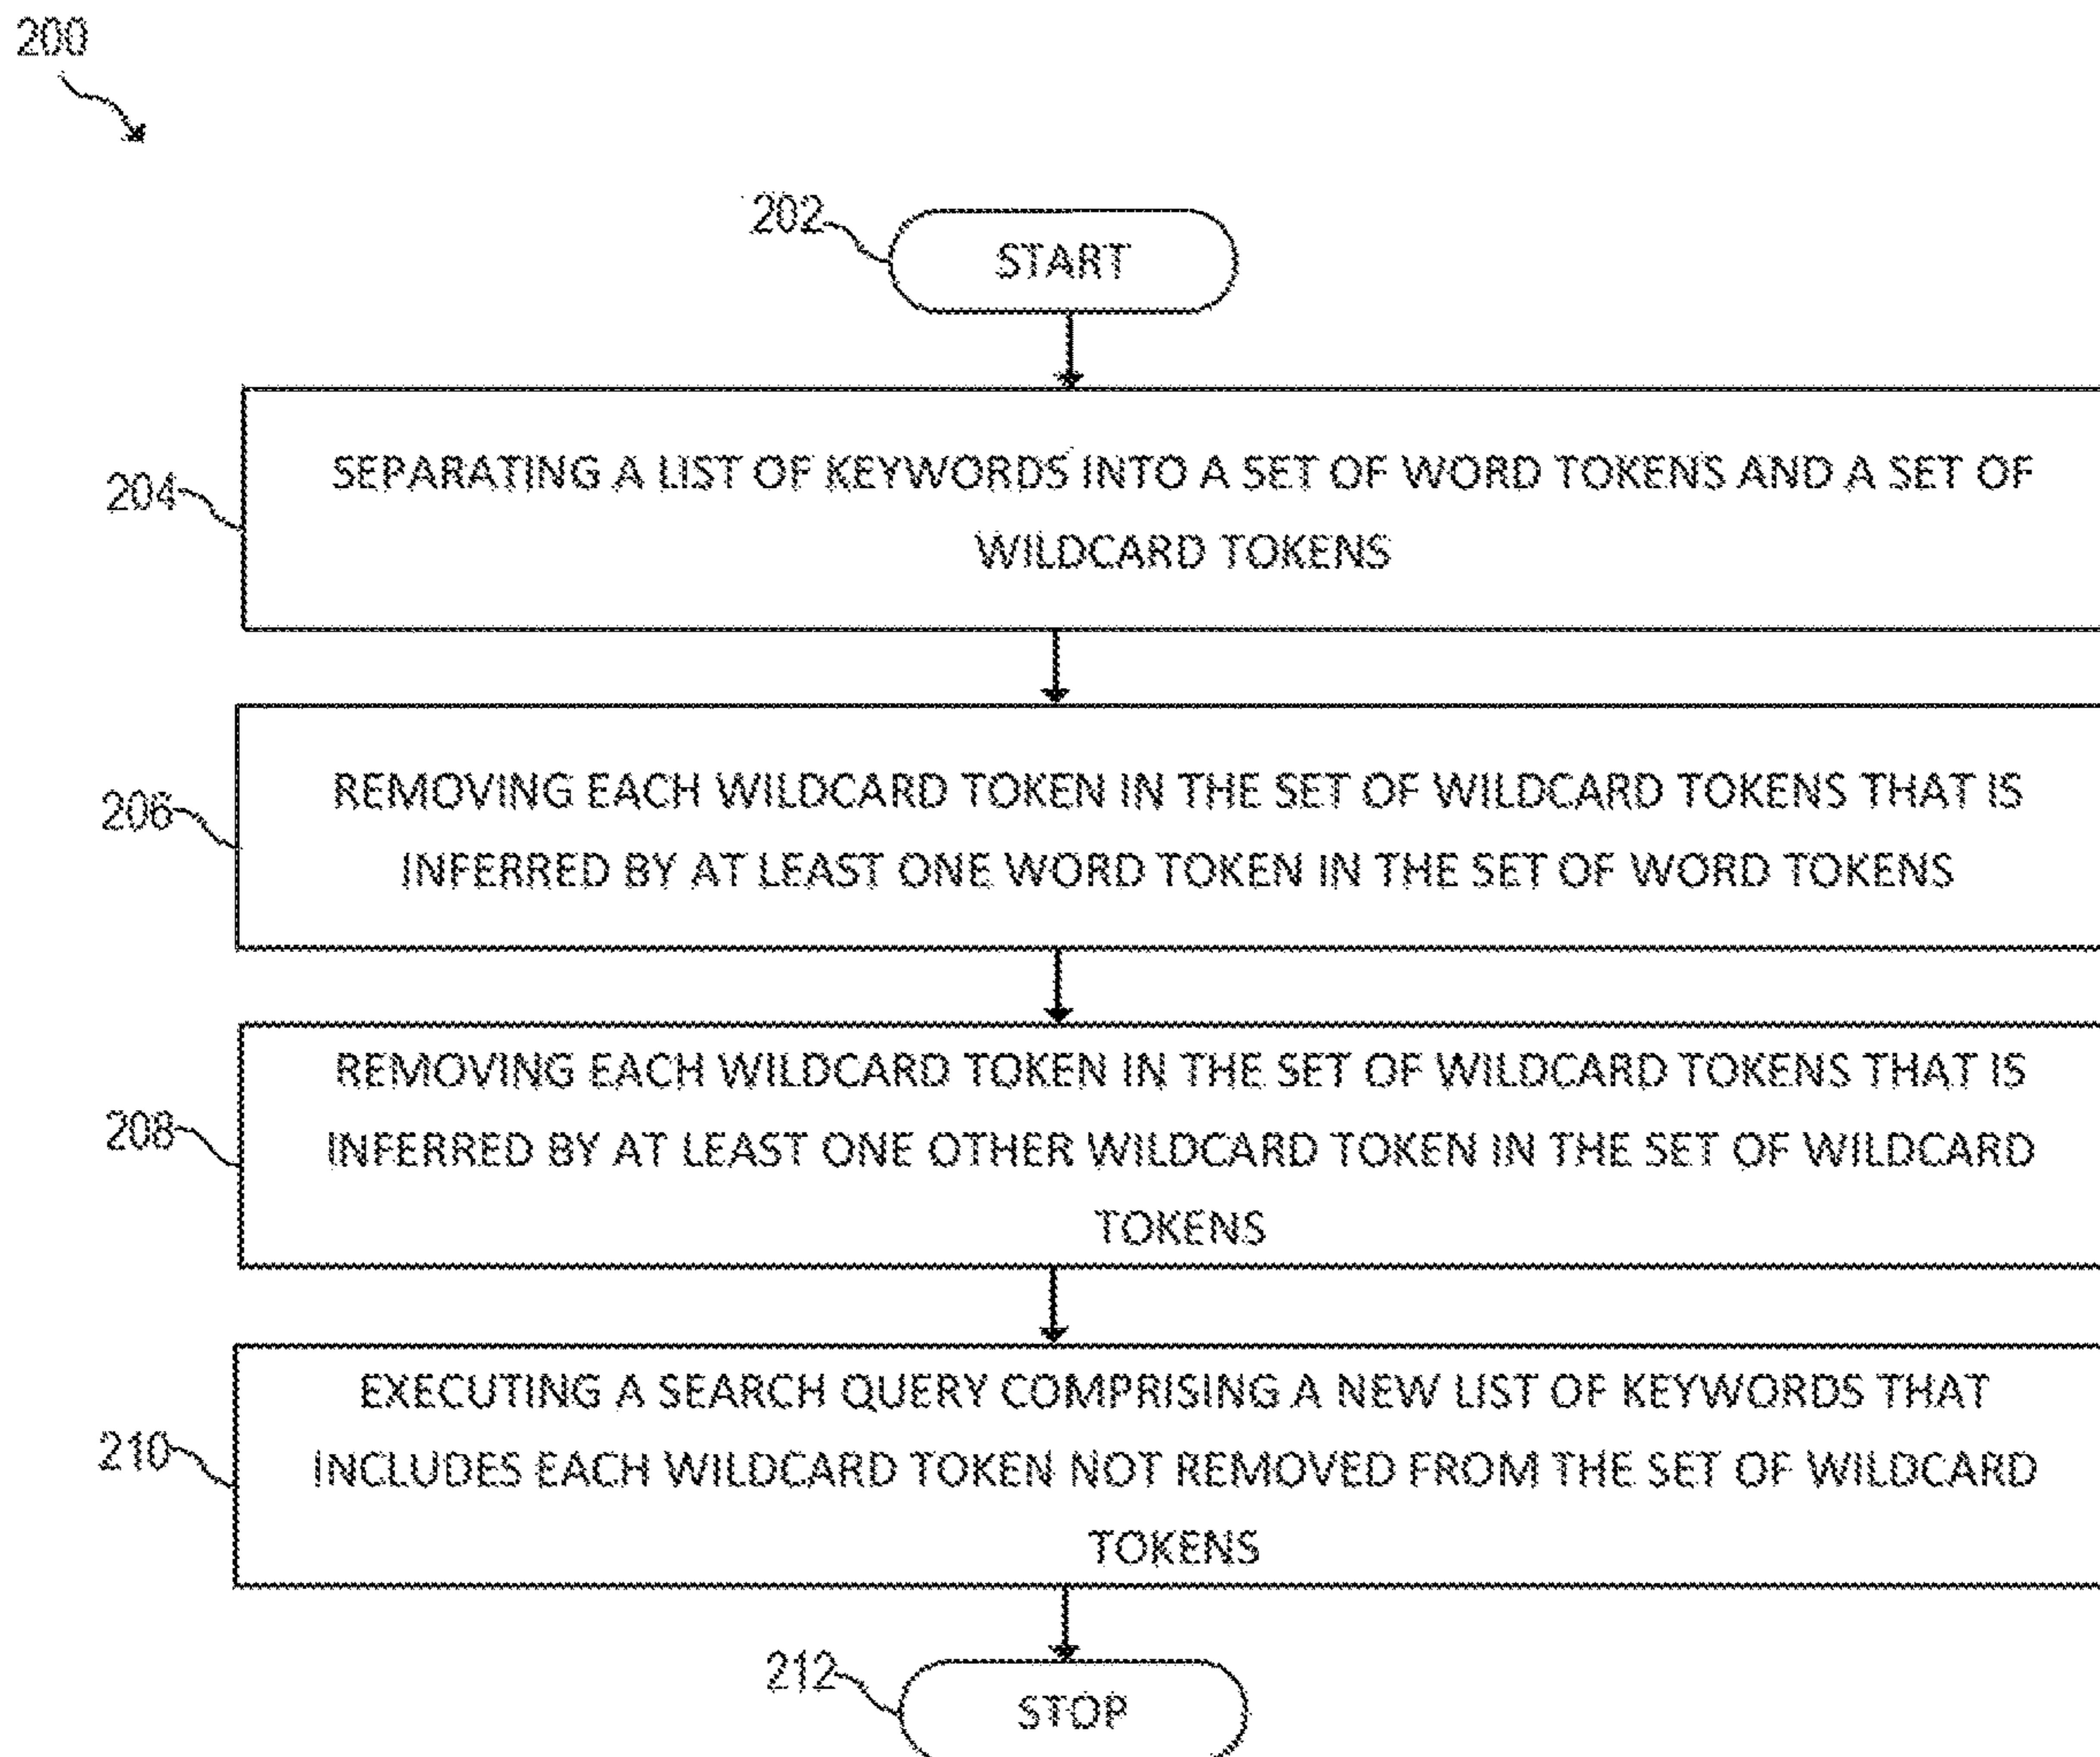 200
202
START
204
SEPARATING A LIST OF KEYWORDS INTO A SET OF WORD TOKENS AND A SET OF
WILDCARD TOKENS
206
REMOVING EACH WILDCARD TOKEN IN THE SET OF WILDCARD TOKENS THAT IS
INFERRED BY AT LEAST ONE WORD TOKEN IN THE SET OF WORD TOKENS
208
REMOVING EACH WILDCARD TOKEN IN THE SET OF WILDCARD TOKENS THAT IS
INFERRED BY AT LEAST ONE OTHER WILDCARD TOKEN IN THE SET OF WILDCARD
TOKENS
210
EXECUTING A SEARCH QUERY COMPRISING A NEW LIST OF KEYWORDS THAT
INCLUDES EACH WILDCARD TOKEN NOT REMOVED FROM THE SET OF WILDCARD
TOKENS
212
STOP